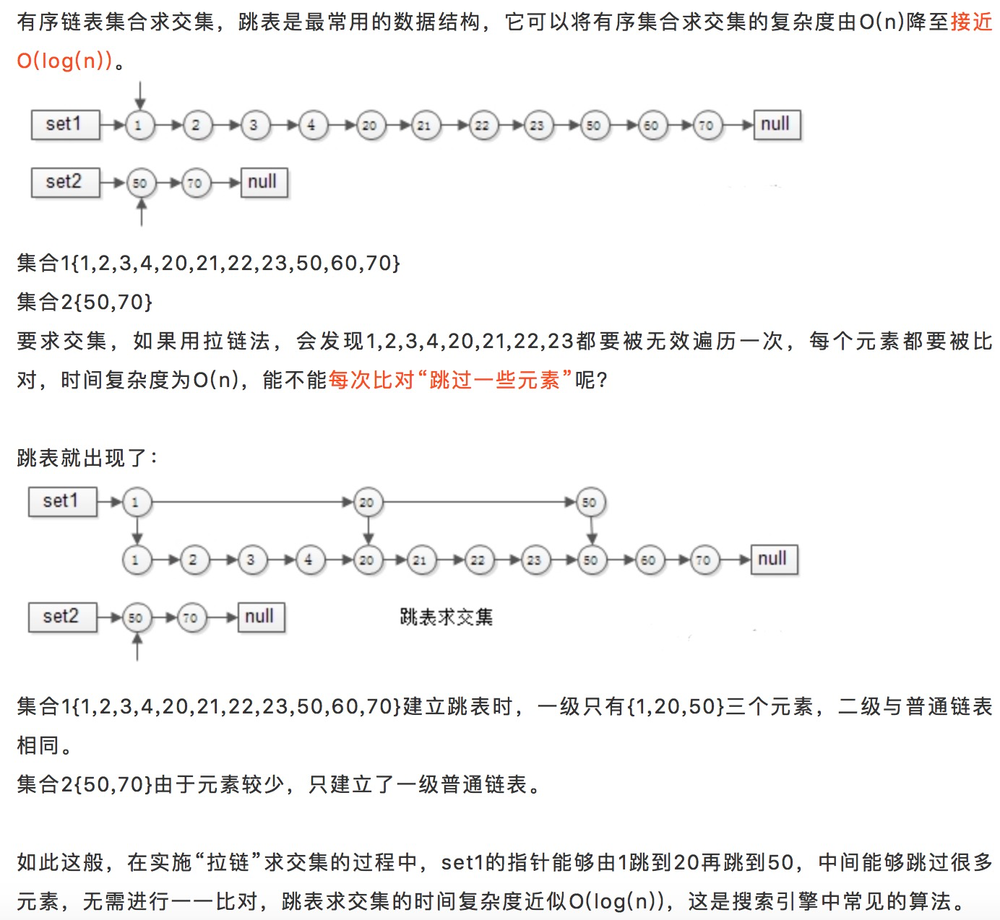 有序链表集合求交集，跳表是最常用的数据结构，它可以将有序集合求交集的复杂度由O(n)降至接近
O(log(n))。
set1 1 2 3 4 20 21 22 23 50 60 70 null
set2 50 70 null
集合1{1,2,3,4,20,21,22,23,50,60,70}
集合2{50,70}
要求交集，如果用拉链法，会发现1,2,3,4,20,21,22,23都要被无效遍历一次，每个元素都要被比
对，时间复杂度为O(n)，能不能每次比对“跳过一些元素”呢？
跳表就出现了：
set1 1 20 50
1 2 3 4 20 21 22 23 50 60 70 null
set2 50 70 null 跳表求交集
集合1{1,2,3,4,20,21,22,23,50,60,70}建立跳表时，一级只有{1,20,50}三个元素，二级与普通链表
相同。
集合2{50,70}由于元素较少，只建立了一级普通链表。
如此这般，在实施“拉链”求交集的过程中，set1的指针能够由1跳到20再跳到50，中间能够跳过很多
元素，无需进行一一比对，跳表求交集的时间复杂度近似O(log(n))，这是搜索引擎中常见的算法。